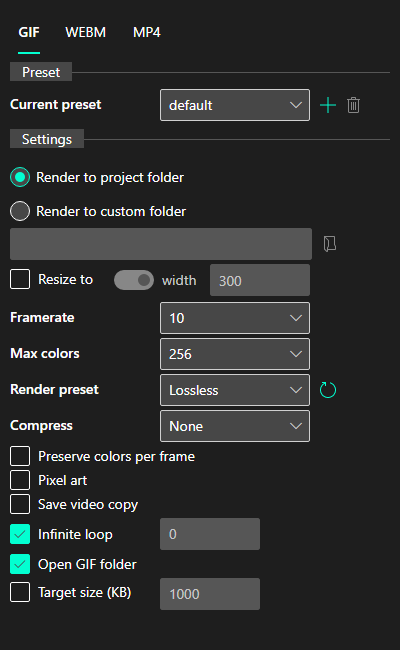 GIF WEBM MP4
Preset
Current preset default
Settings
Render to project folder
Render to custom folder
Resize to width 300
Framerate 10
Max colors 256
Render preset Lossless
Compress None
Preserve colors per frame
Pixel art
Save video copy
Infinite loop 0
Open GIF folder
Target size (KB) 1000